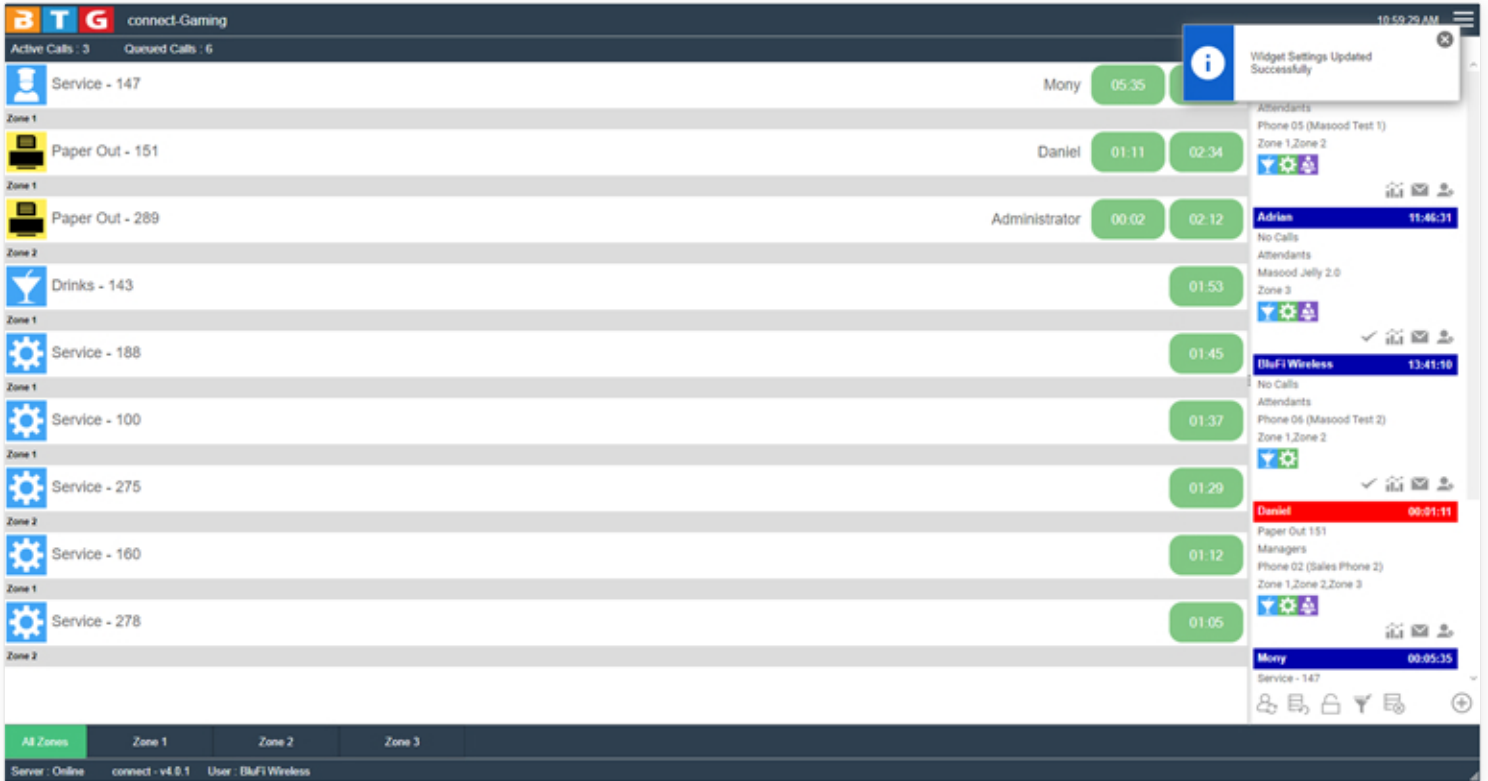 BTG connect-Gaming 10:59:29 AM
Active Calls : 3 Queued Calls : 6
Widget Settings Updated
Successfully
Service - 147 Mony 05:35
Zone 1
Paper Out - 151 Daniel 01:11 02:34
Zone 1
Paper Out - 289 Administrator 00:02 02:12
Zone 2
Drinks - 143 01:53
Zone 1
Service - 188 01:45
Zone 1
Service - 100 01:37
Zone 1
Service - 275 01:29
Zone 2
Service - 160 01:12
Zone 1
Service - 278 01:05
Zone 2
Attendants
Phone 05 (Masood Test 1)
Zone 1,Zone 2
Adrian 11:46:31
No Calls
Attendants
Masood Jelly 2.0
Zone 3
BluFi Wireless 13:41:10
No Calls
Attendants
Phone 06 (Masood Test 2)
Zone 1,Zone 2
Daniel 00:01:11
Paper Out 151
Managers
Phone 02 (Sales Phone 2)
Zone 1,Zone 2,Zone 3
Mony 00:05:35
Service - 147
All Zones Zone 1 Zone 2 Zone 3
Server : Online connect - v4.0.1 User : BluFi Wireless